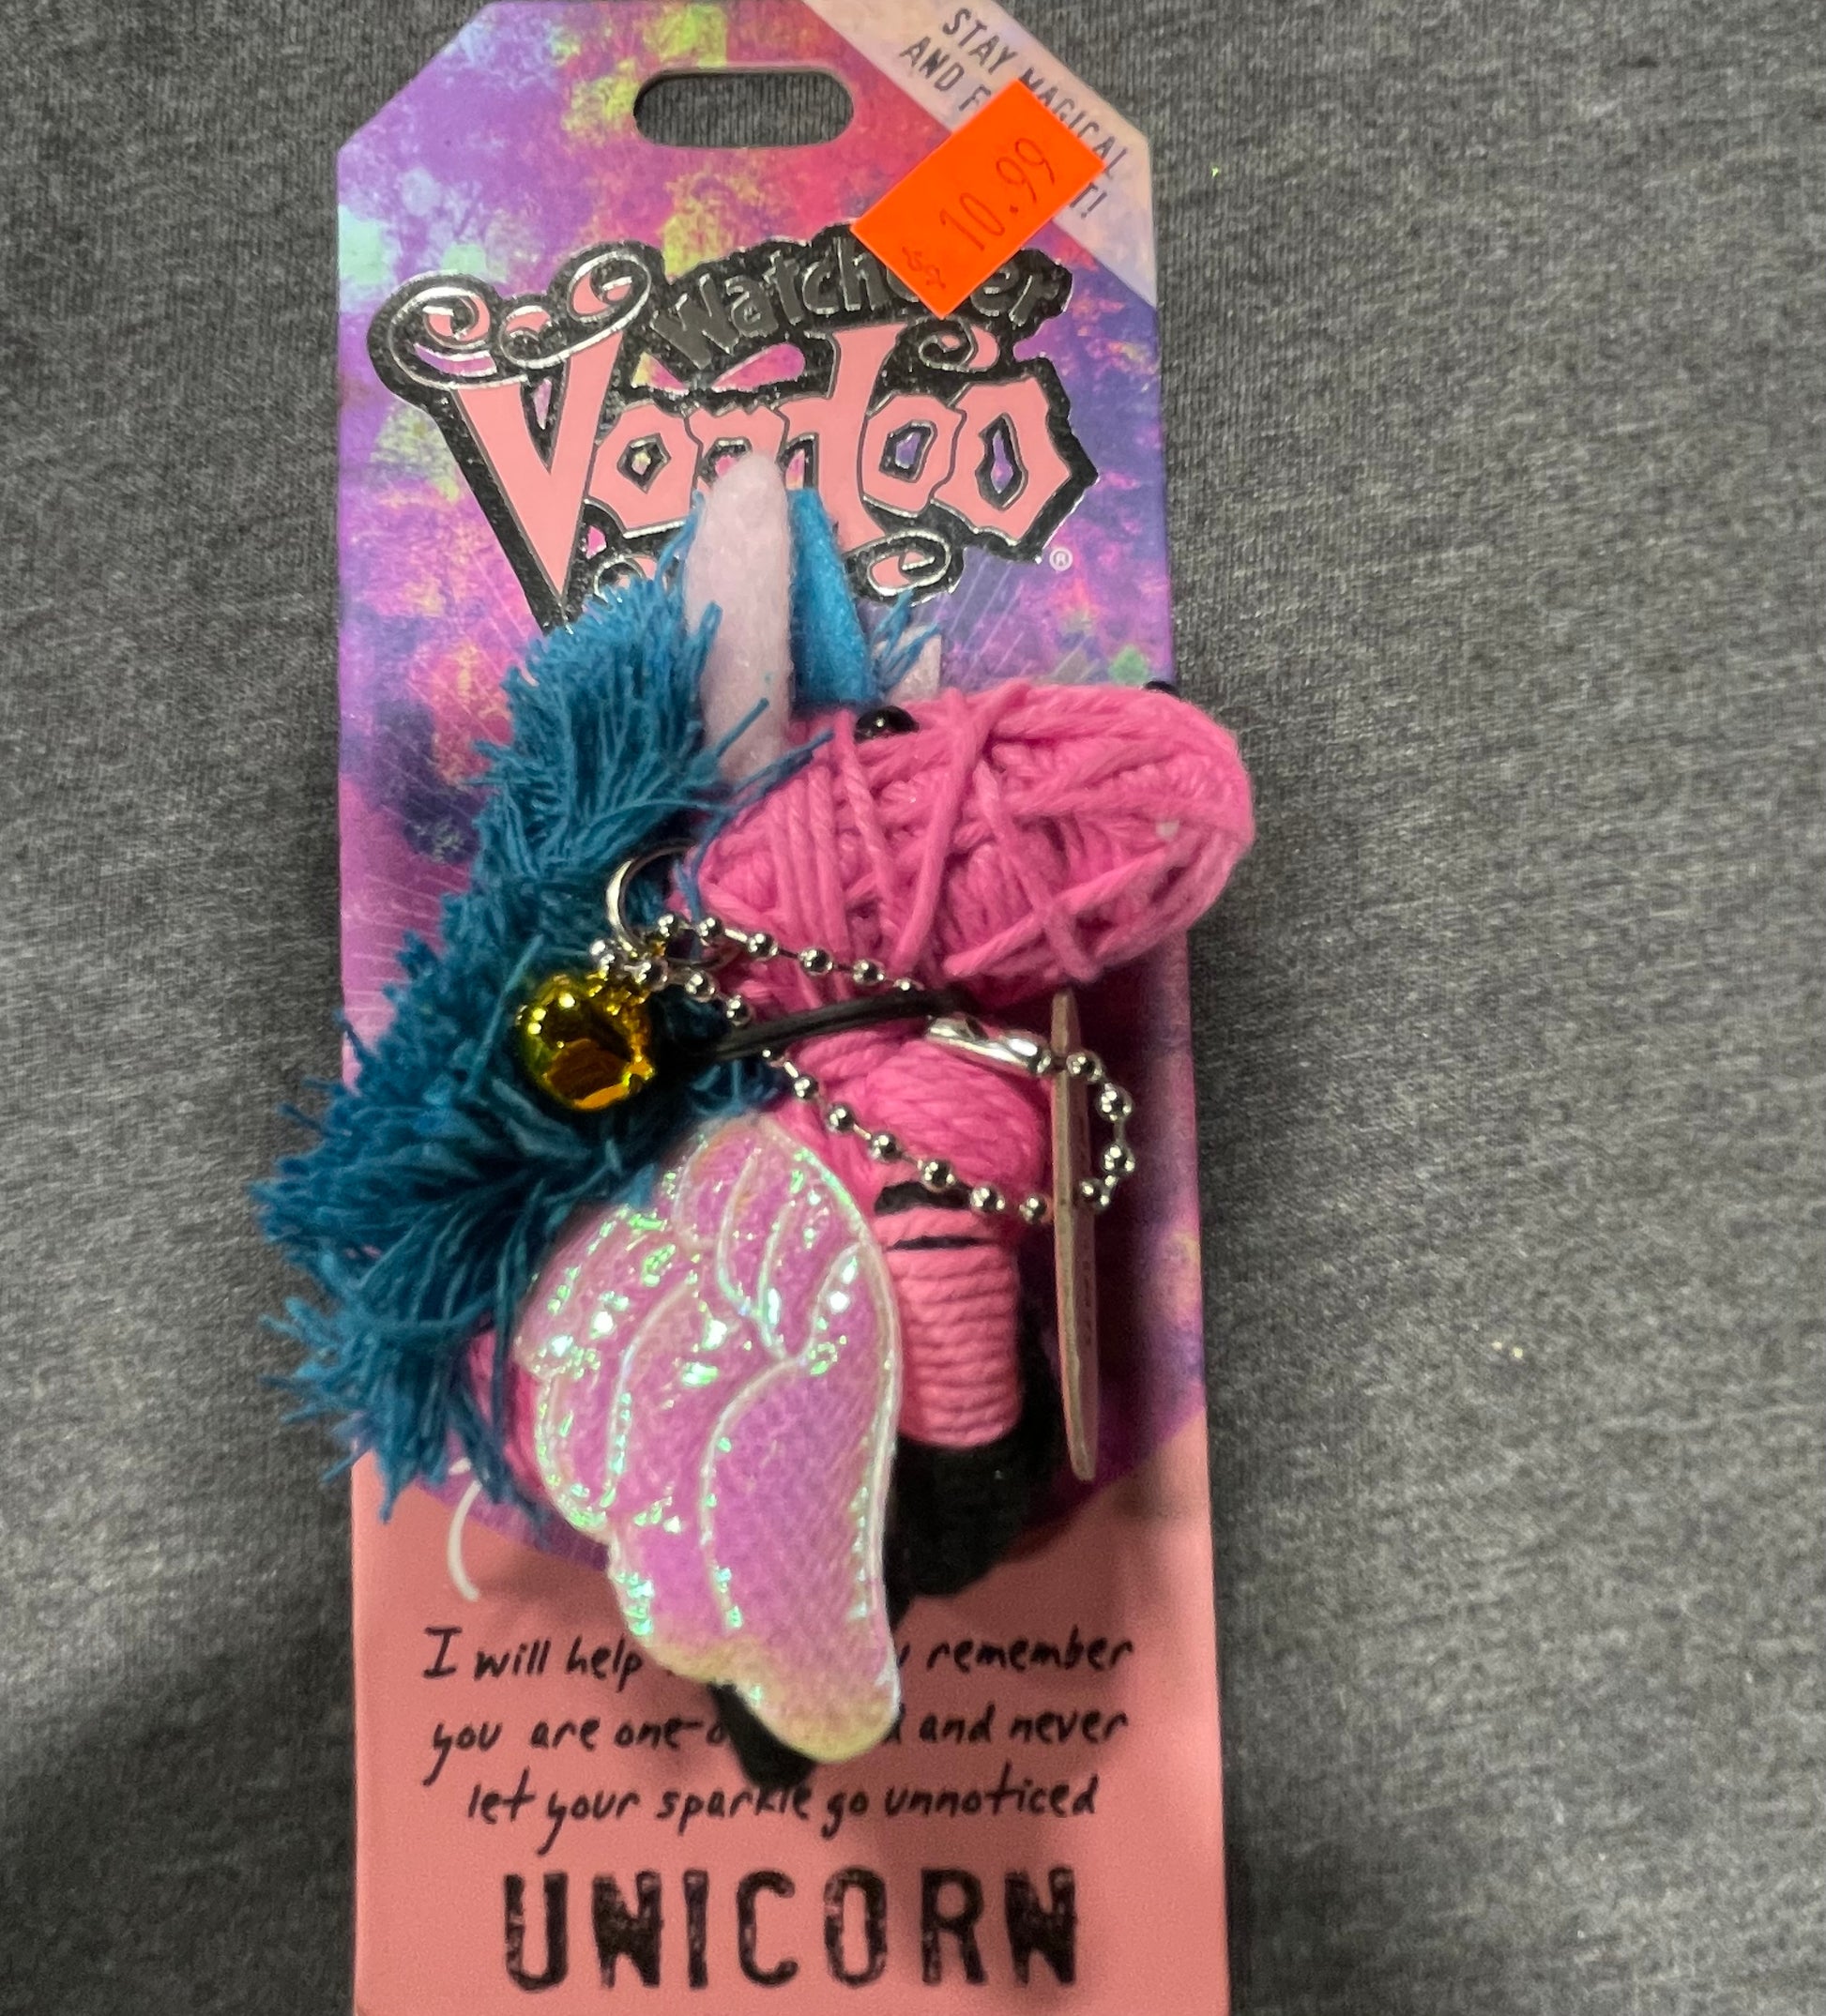 STAY MAGICAL
AND
$10.99
Watchover
Voodoo
®
I will help remember
you are and never
let your sparkle go unnoticed
UNICORN